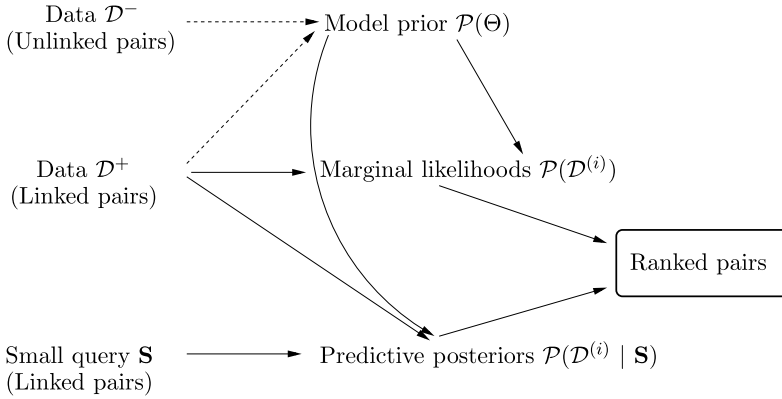 Data 𝒟⁻
(Unlinked pairs)
Model prior 𝒫(Θ)
Data 𝒟⁺
(Linked pairs)
Marginal likelihoods 𝒫(𝒟⁽ⁱ⁾)
Ranked pairs
Small query 𝐒
(Linked pairs)
Predictive posteriors 𝒫(𝒟⁽ⁱ⁾ | 𝐒)